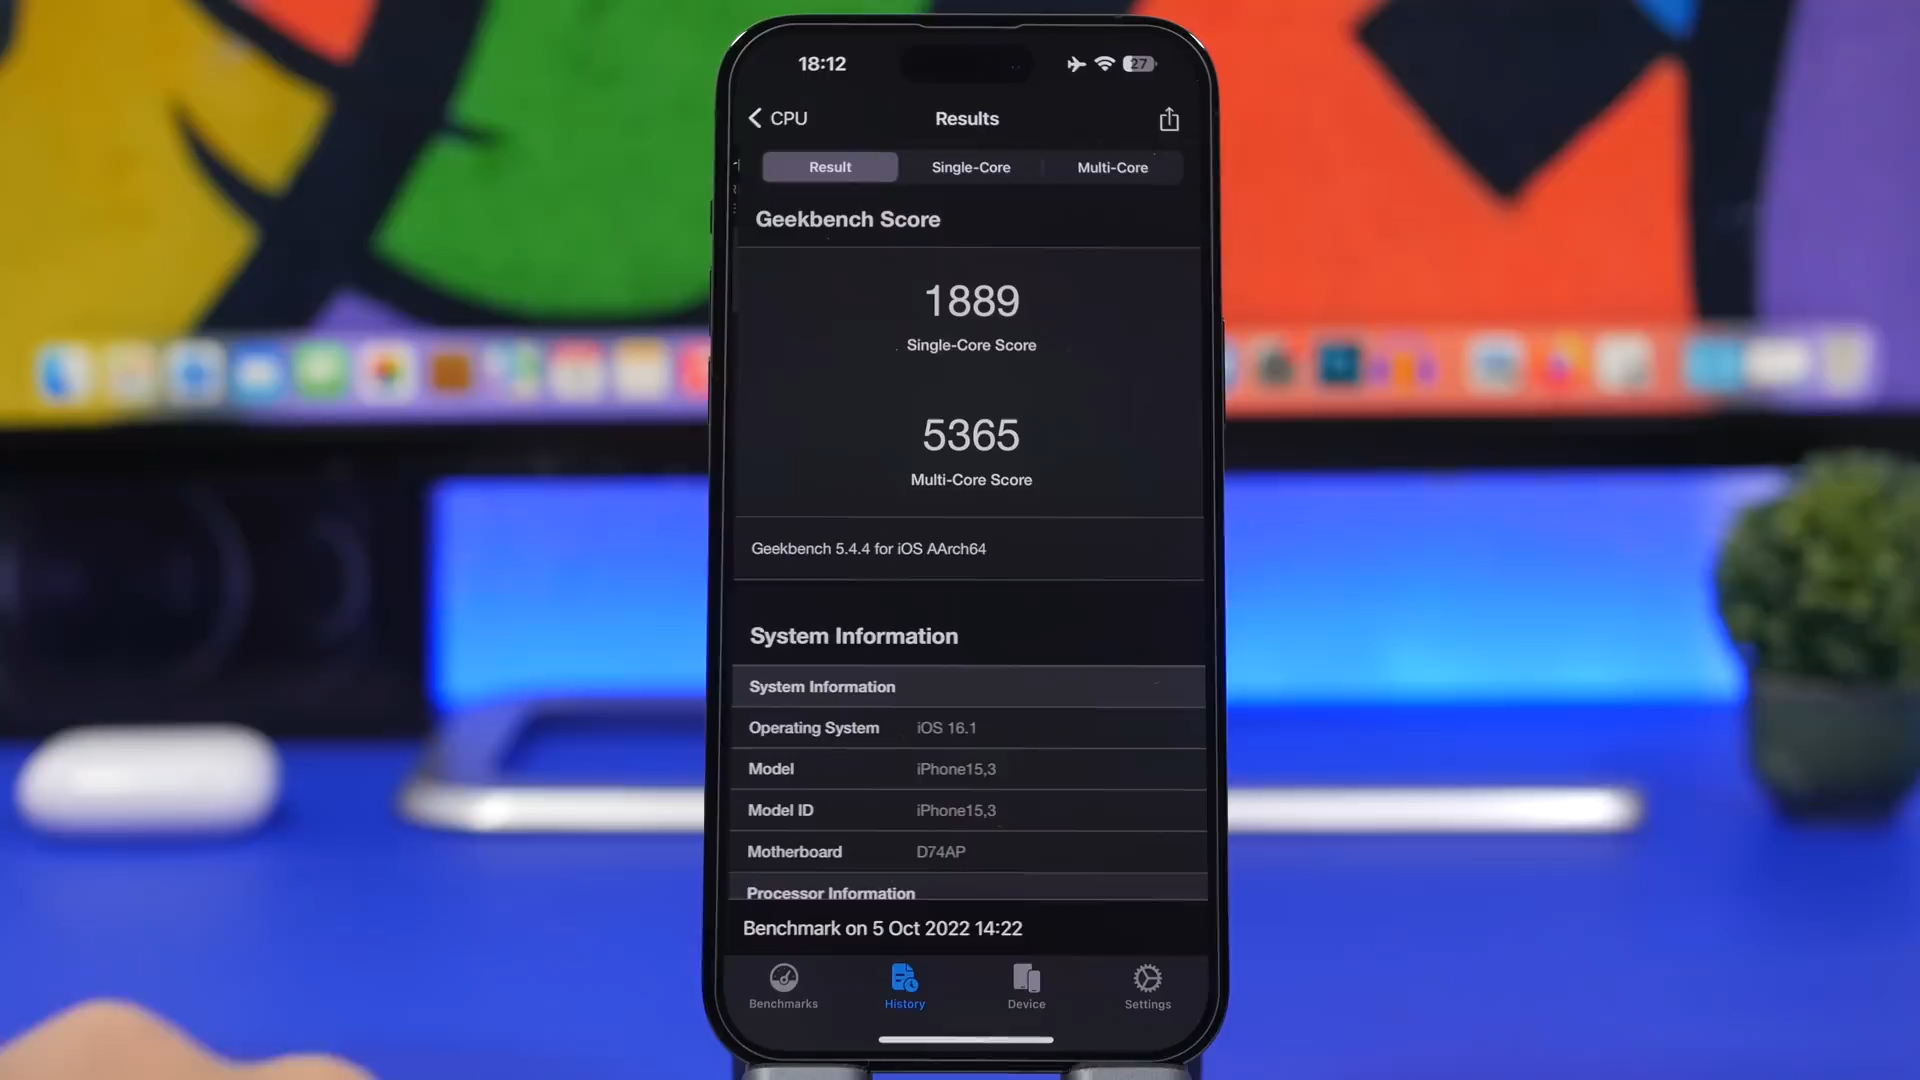 18:12
27
CPU
Results
Result
Single-Core
Multi-Core
Geekbench Score
1889
Single-Core Score
5365
Multi-Core Score
Geekbench 5.4.4 for iOS AArch64
System Information
System Information
Operating System iOS 16.1
Model iPhone15,3
Model ID iPhone15,3
Motherboard D74AP
Processor Information
Benchmark on 5 Oct 2022 14:22
Benchmarks
History
Device
Settings